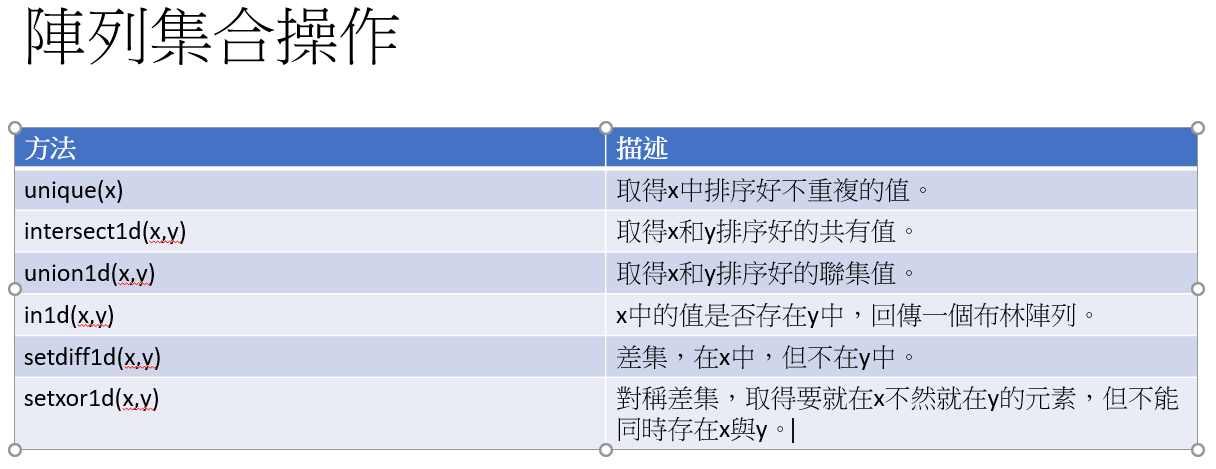 陣列集合操作
方法 描述
unique(x) 取得x中排序好不重複的值。
intersect1d(x,y) 取得x和y排序好的共有值。
union1d(x,y) 取得x和y排序好的聯集值。
in1d(x,y) x中的值是否存在y中，回傳一個布林陣列。
setdiff1d(x,y) 差集，在x中，但不在y中。
setxor1d(x,y) 對稱差集，取得要就在x不然就在y的元素，但不能
同時存在x與y。